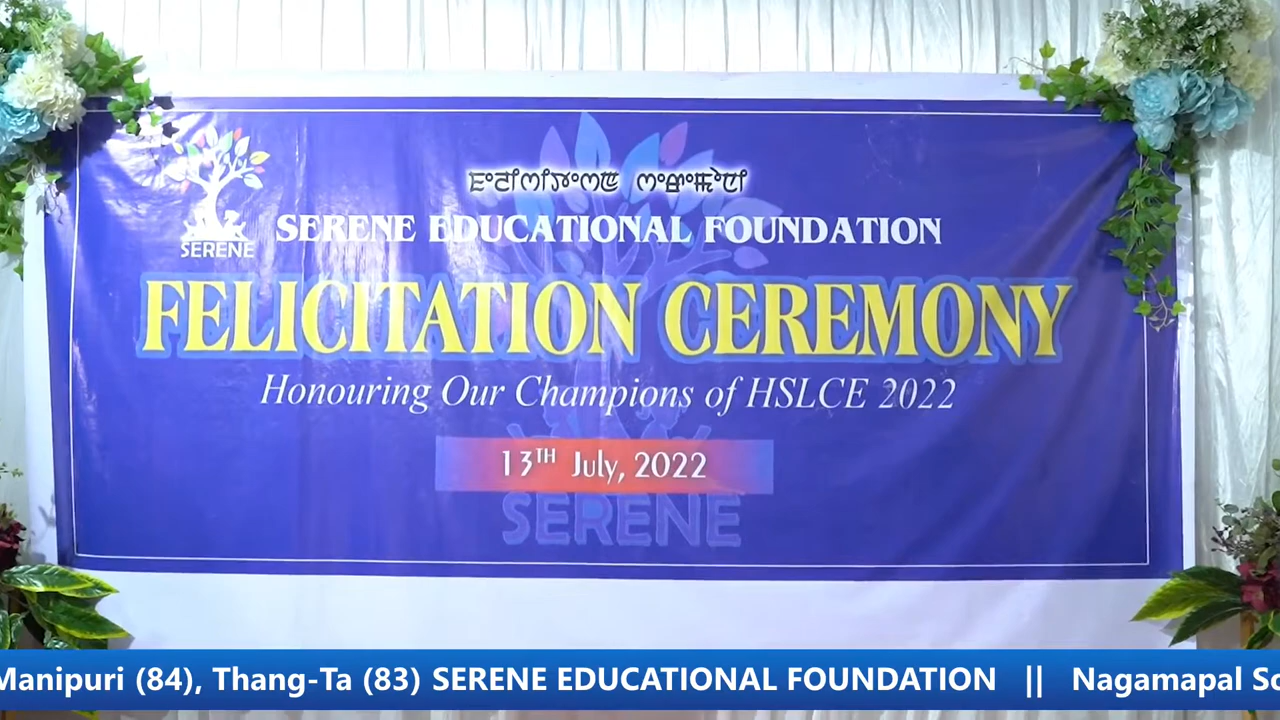 SERENE
SERENE EDUCATIONAL FOUNDATION
FELICITATION CEREMONY
Honouring Our Champions of HSLCE 2022
13TH July, 2022
SERENE
Manipuri (84), Thang-Ta (83) SERENE EDUCATIONAL FOUNDATION || Nagamapal